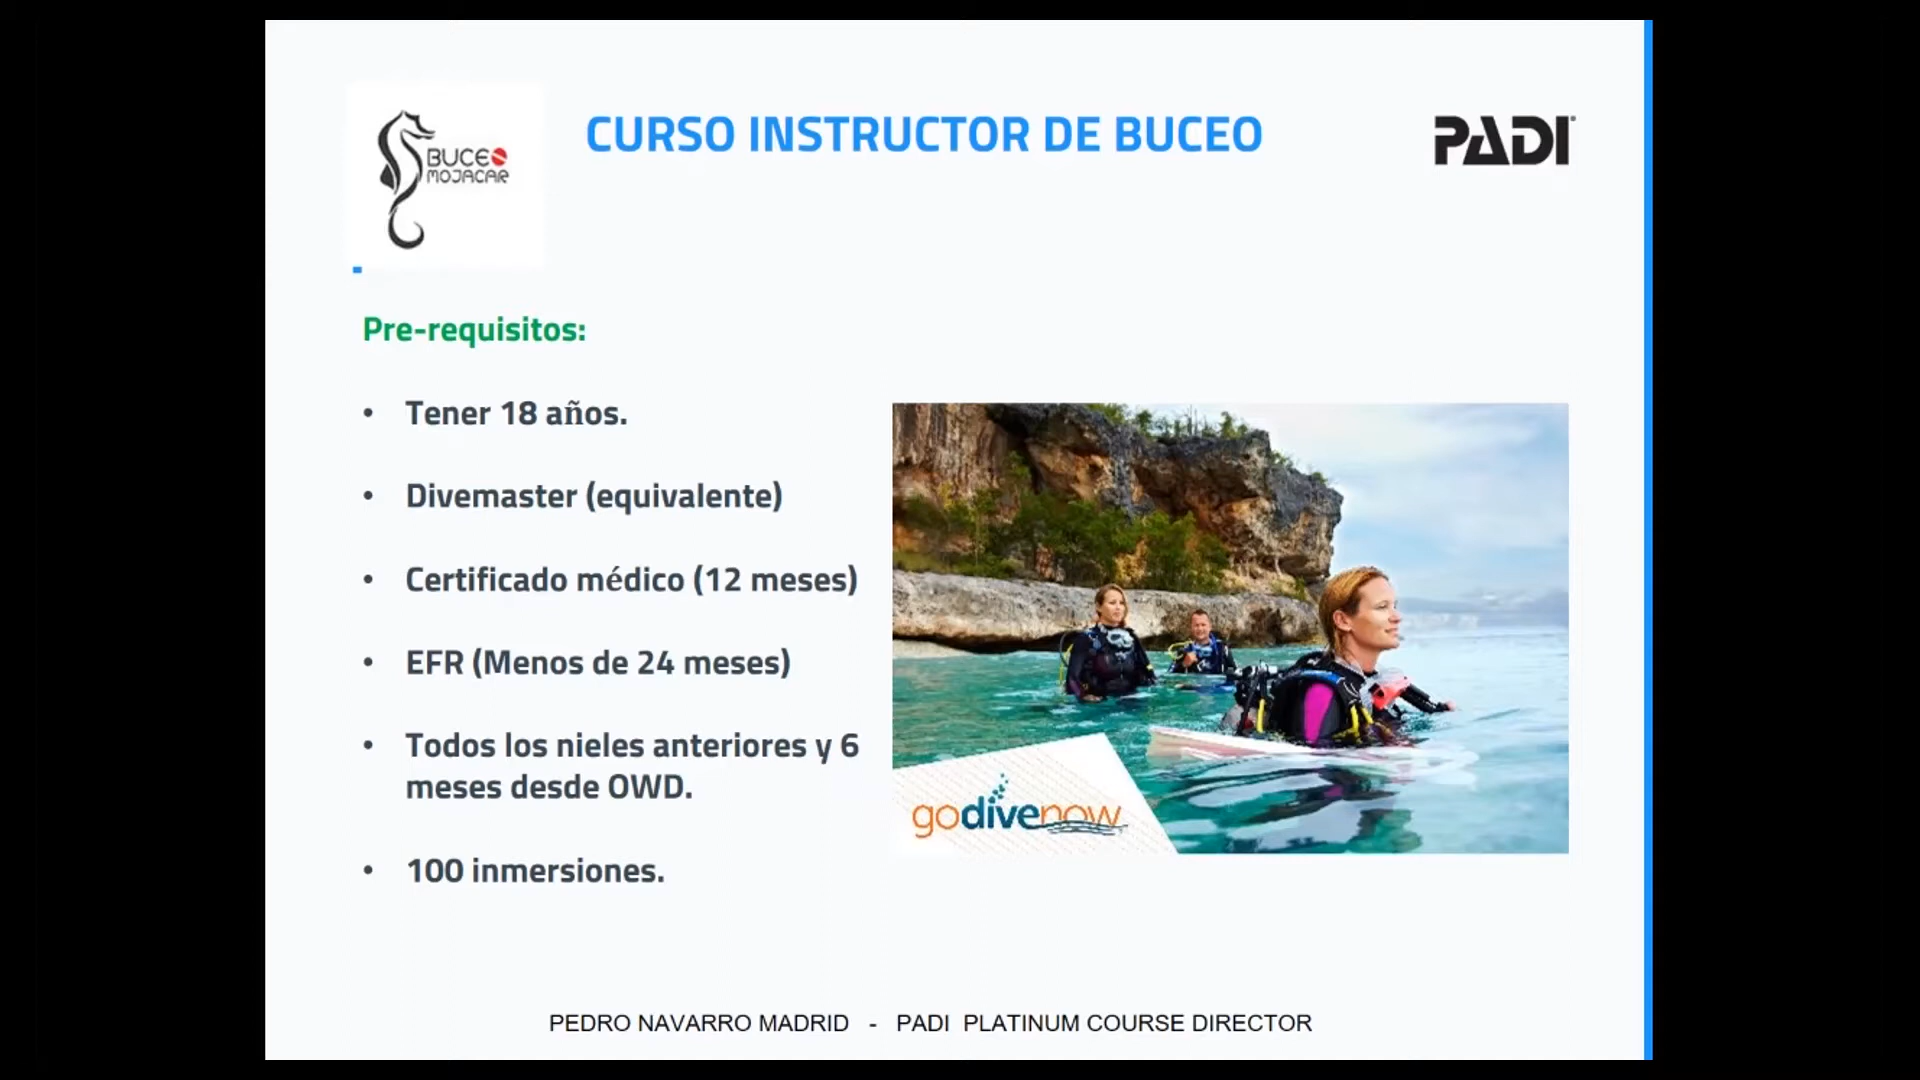 BUCEO
MOJACAR
CURSO INSTRUCTOR DE BUCEO
PADI®
Pre-requisitos:
• Tener 18 años.
• Divemaster (equivalente)
• Certificado médico (12 meses)
• EFR (Menos de 24 meses)
• Todos los nieles anteriores y 6
meses desde OWD.
• 100 inmersiones.
godivenow
PEDRO NAVARRO MADRID - PADI PLATINUM COURSE DIRECTOR